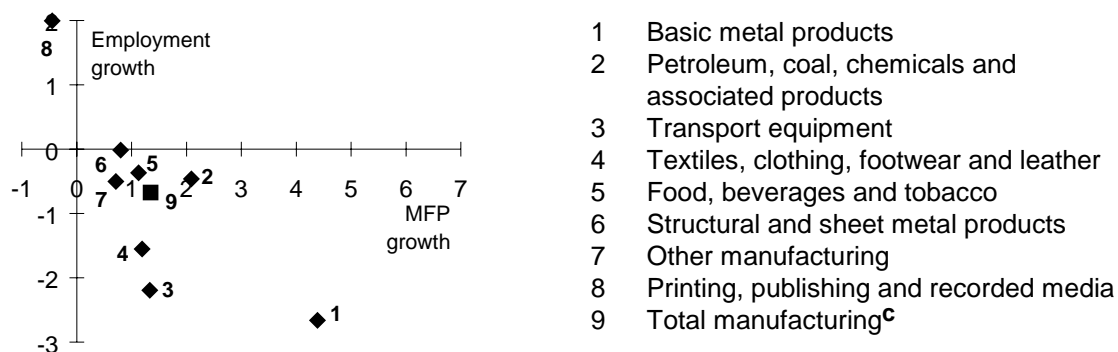 2
8
Employment
growth
1
0
-1 0 1 2 3 4 5 6 7
6
5
2
7
9
-1
MFP
growth
4
-2
3
1
-3
1 Basic metal products
2 Petroleum, coal, chemicals and
associated products
3 Transport equipment
4 Textiles, clothing, footwear and leather
5 Food, beverages and tobacco
6 Structural and sheet metal products
7 Other manufacturing
8 Printing, publishing and recorded media
9 Total manufacturingc